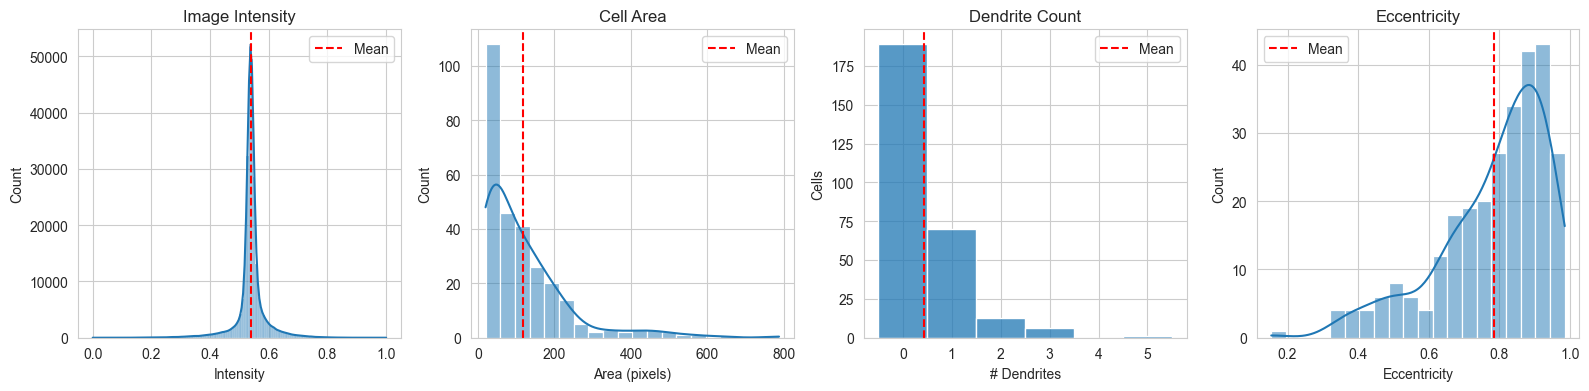 Image Intensity
Mean
50000
40000
30000
20000
10000
0
Count
0.0 0.2 0.4 0.6 0.8 1.0
Intensity
Cell Area
Mean
100
80
60
40
20
0
Count
0 200 400 600 800
Area (pixels)
Dendrite Count
Mean
175
150
125
100
75
50
25
0
Cells
0 1 2 3 4 5
# Dendrites
Eccentricity
Mean
40
30
20
10
0
Count
0.2 0.4 0.6 0.8 1.0
Eccentricity